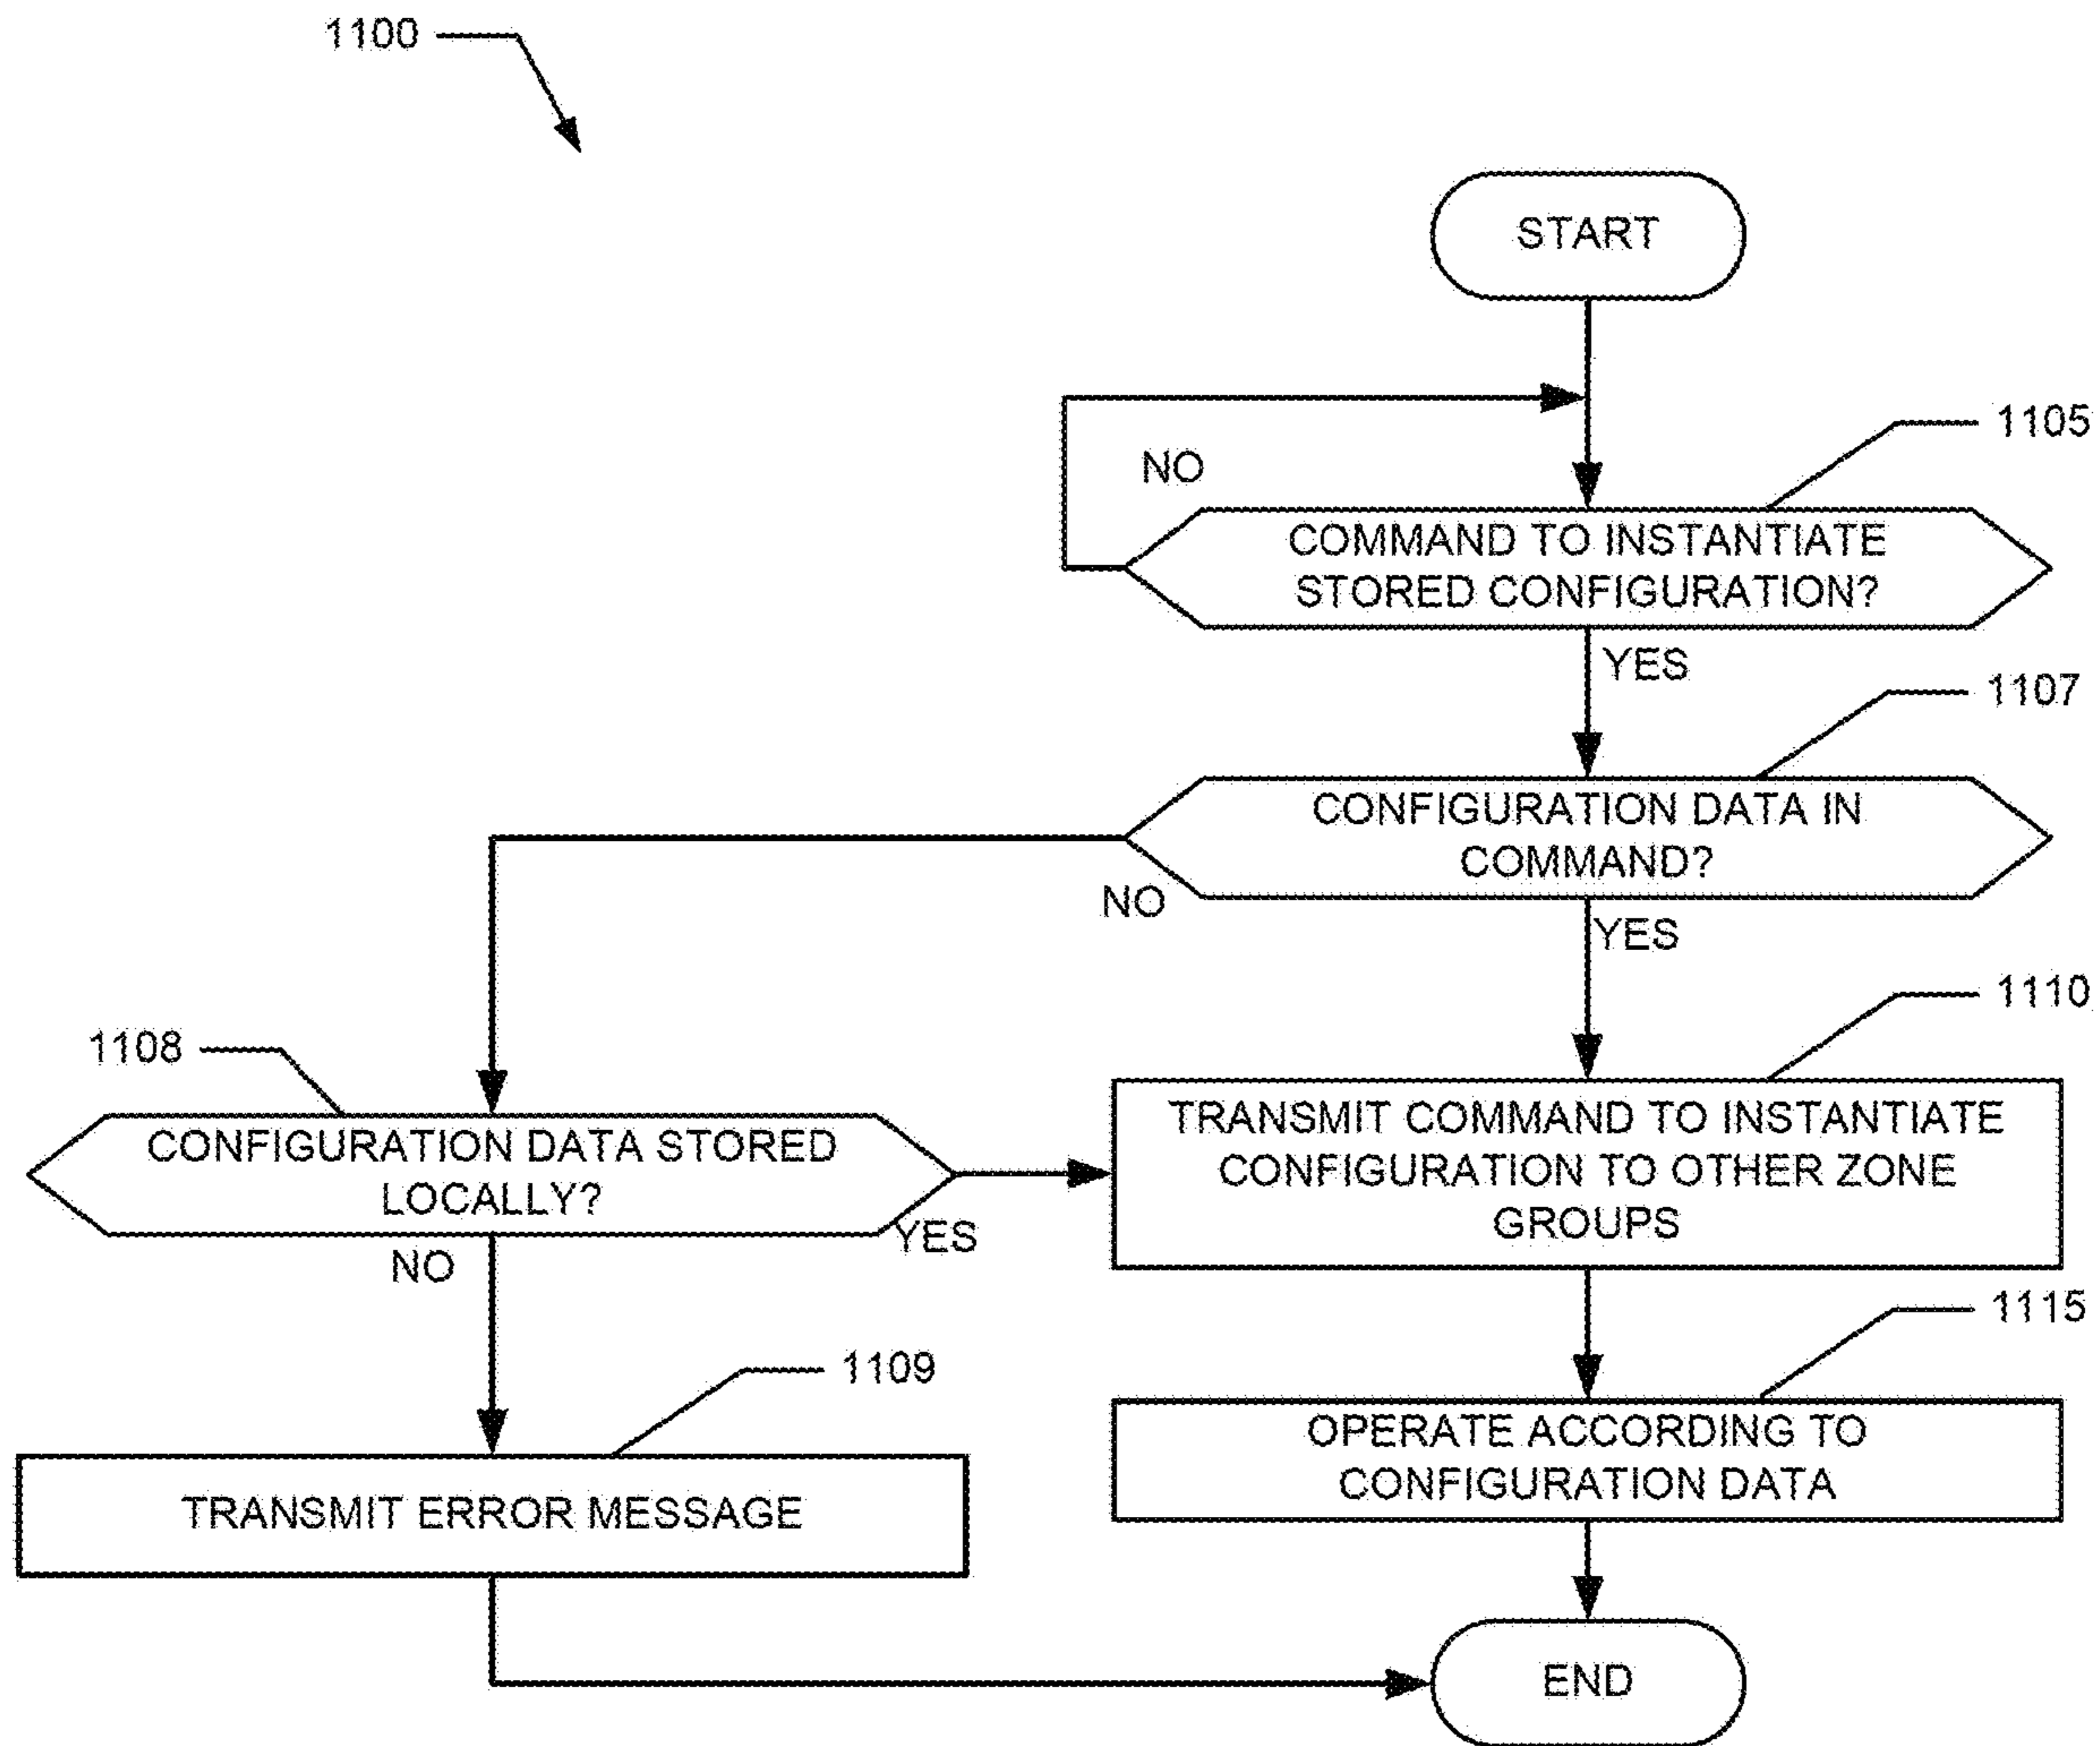 1100
START
1105
NO
COMMAND TO INSTANTIATE
STORED CONFIGURATION?
YES
1107
CONFIGURATION DATA IN
COMMAND?
NO
YES
1110
1108
TRANSMIT COMMAND TO INSTANTIATE
CONFIGURATION TO OTHER ZONE
GROUPS
CONFIGURATION DATA STORED
LOCALLY?
YES
NO
1115
1109
OPERATE ACCORDING TO
CONFIGURATION DATA
TRANSMIT ERROR MESSAGE
END